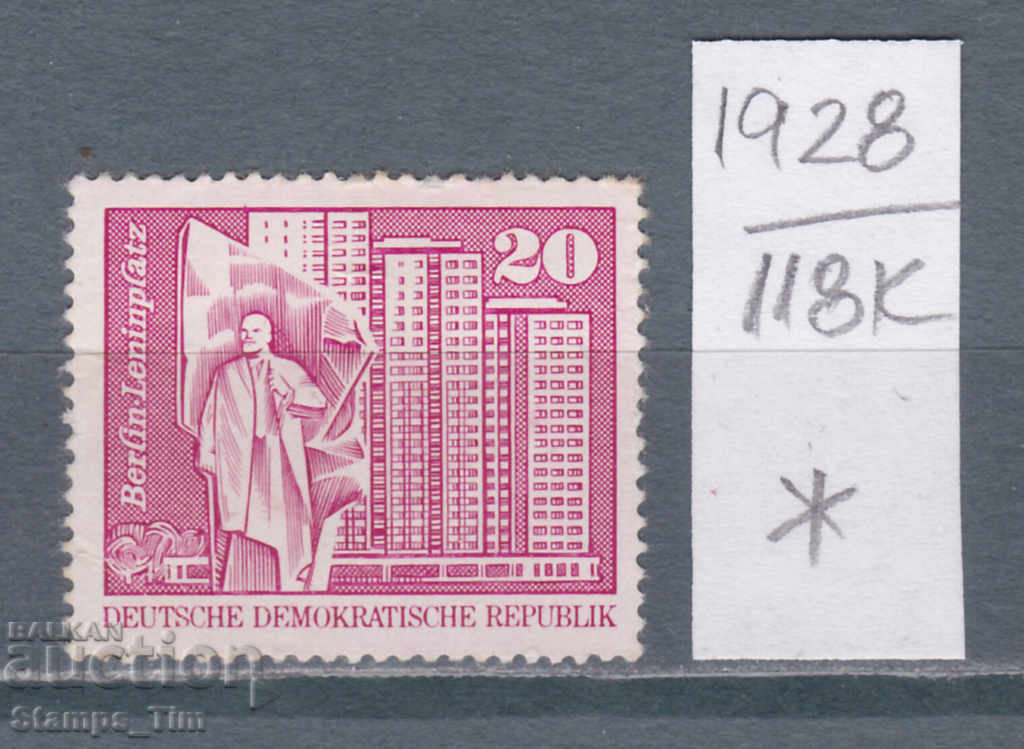 20
Berlin·Leninplatz
DEUTSCHE DEMOKRATISCHE REPUBLIK
1928
118K
*
BALKAN
auction
Stamps_Tim